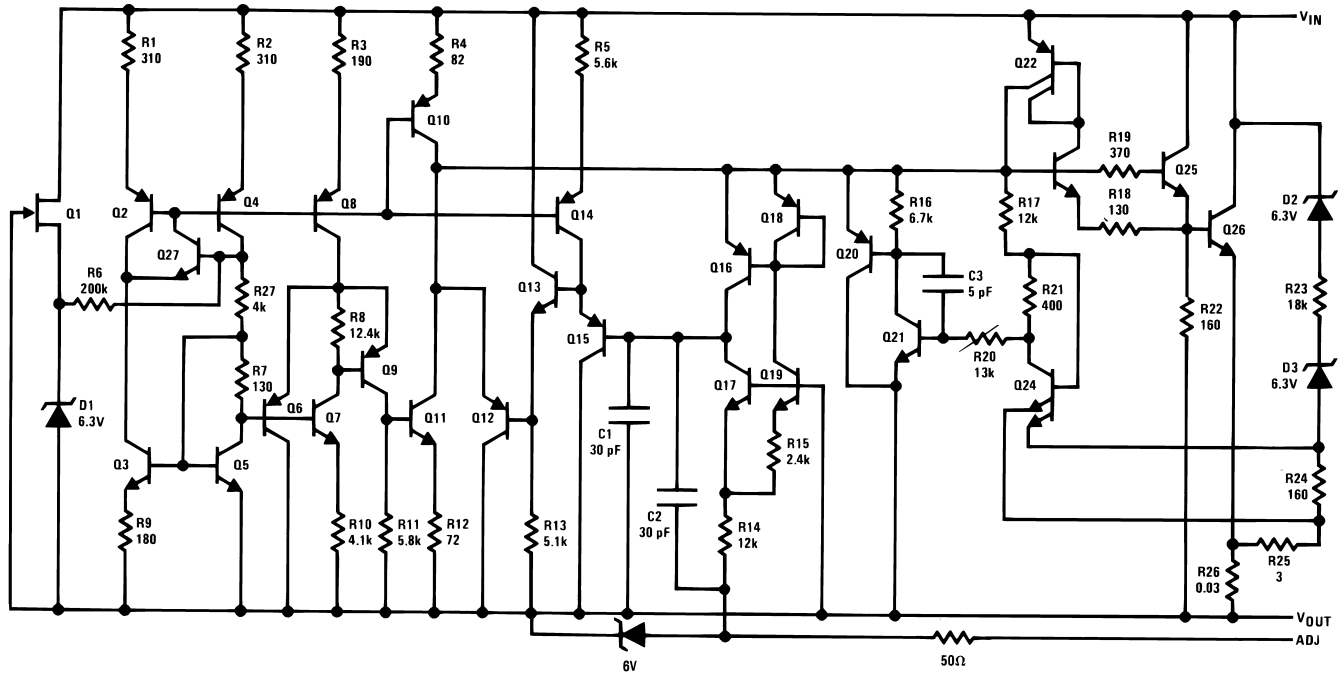 VIN
R1
310
R2
310
R3
190
R4
82
R5
5.6k
Q22
Q10
R19
370
Q25
Q1
Q2
Q4
Q8
Q14
Q18
R16
6.7k
R17
12k
R18
130
Q26
D2
6.3V
Q27
R6
200k
R27
4k
Q13
Q16
Q20
C3
5 pF
R21
400
R22
160
R23
18k
R8
12.4k
Q15
Q21
R20
13k
R7
130
Q9
Q17
Q19
Q24
D3
6.3V
D1
6.3V
Q6
Q7
Q11
Q12
C1
30 pF
R15
2.4k
Q3
Q5
R24
160
R9
180
R10
4.1k
R11
5.8k
R12
72
R13
5.1k
C2
30 pF
R14
12k
R25
3
R26
0.03
VOUT
ADJ
6V
50Ω